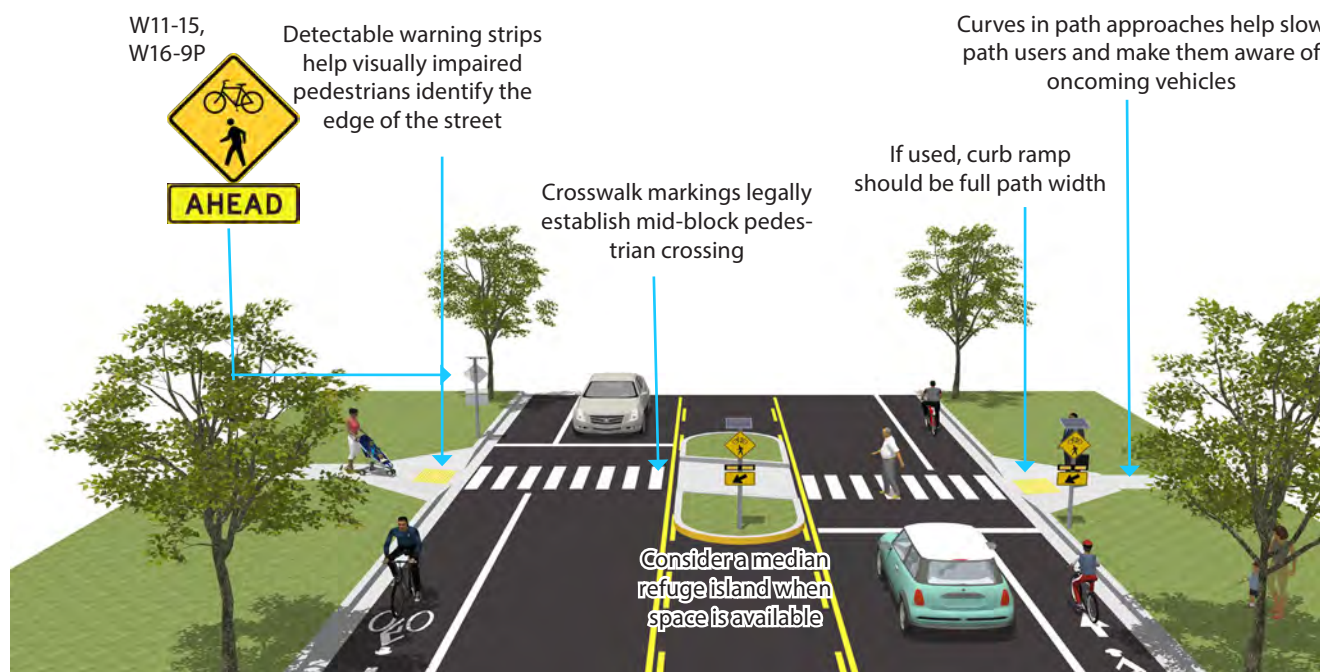 W11-15,
W16-9P
AHEAD
Detectable warning strips
help visually impaired
pedestrians identify the
edge of the street
Crosswalk markings legally
establish mid-block pedes-
trian crossing
If used, curb ramp
should be full path width
Curves in path approaches help slow
path users and make them aware of
oncoming vehicles
Consider a median
refuge island when
space is available